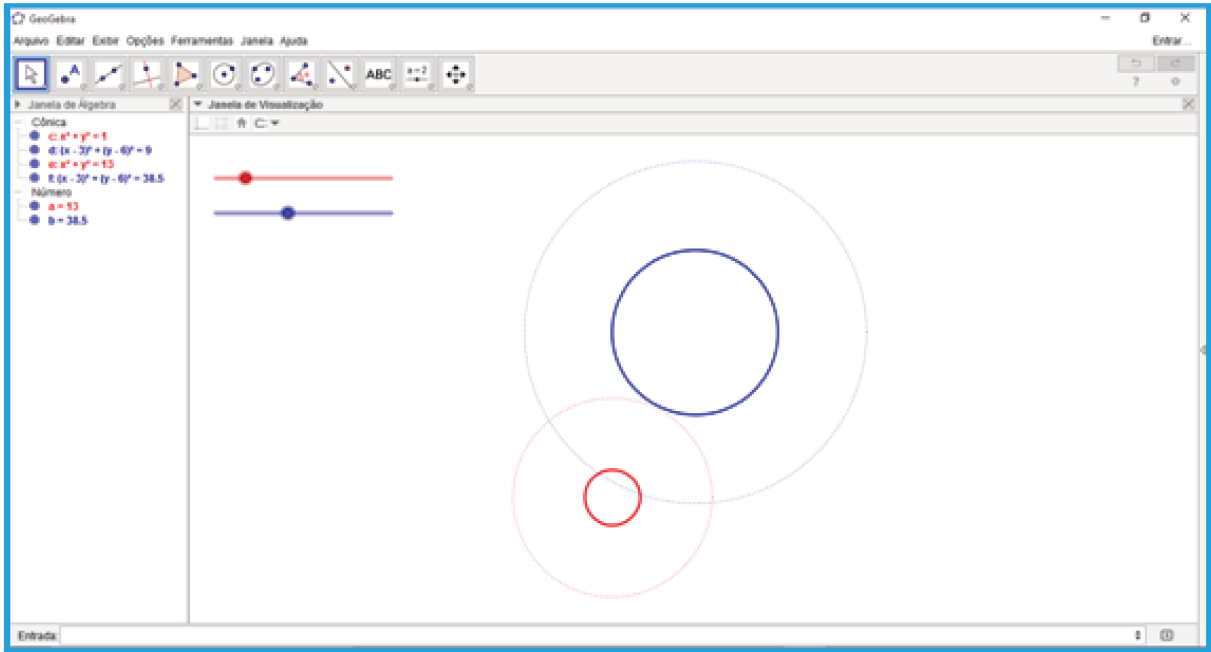 GeoGebra
Arquivo Editar Exibir Opções Ferramentas Janela Ajuda
Entrar...
A
ABC
a=2
?
Janela de Álgebra
Janela de Visualização
Cônica
c: x² + y² = 1
d: (x - 3)² + (y - 6)² = 9
e: x² + y² = 13
f: (x - 3)² + (y - 6)² = 38.5
Número
a = 13
b = 38.5
Entrada: